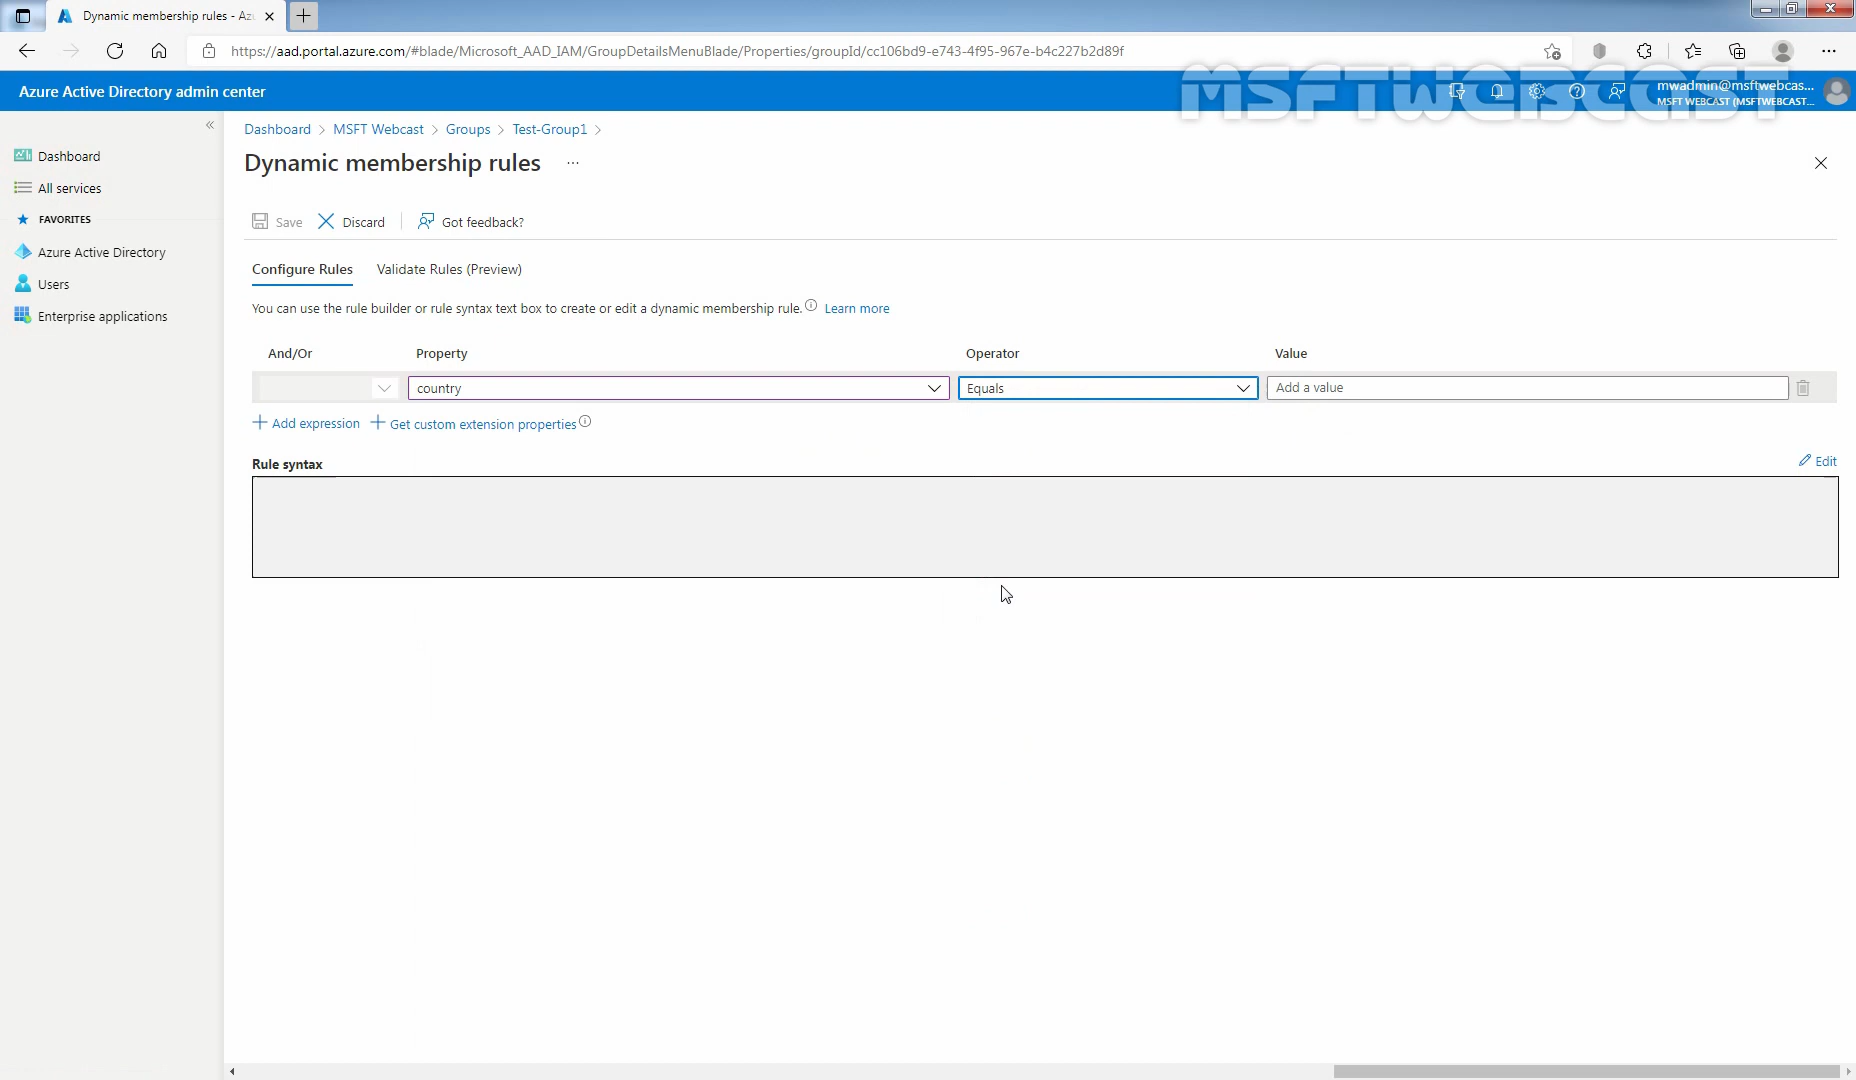 Dynamic membership rules - Az
https://aad.portal.azure.com/#blade/Microsoft_AAD_IAM/GroupDetailsMenuBlade/Properties/groupId/cc106bd9-e743-4f95-967e-b4c227b2d89f
MSFTWEBCAST
Azure Active Directory admin center
mwadmin@msftwebcas...
MSFT WEBCAST (MSFTWEBCAST....
Dashboard > MSFT Webcast > Groups > Test-Group1 >
Dynamic membership rules ...
Dashboard
All services
FAVORITES
Azure Active Directory
Users
Enterprise applications
Save Discard Got feedback?
Configure Rules Validate Rules (Preview)
You can use the rule builder or rule syntax text box to create or edit a dynamic membership rule. Learn more
And/Or Property Operator Value
country Equals Add a value
Add expression Get custom extension properties
Rule syntax Edit